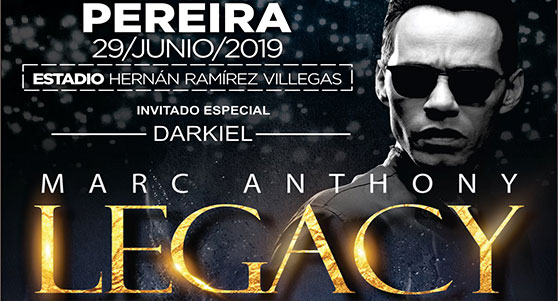 PEREIRA
29/JUNIO/2019
ESTADIO HERNÁN RAMÍREZ VILLEGAS
INVITADO ESPECIAL
DARKIEL
MARC ANTHONY
LEGACY